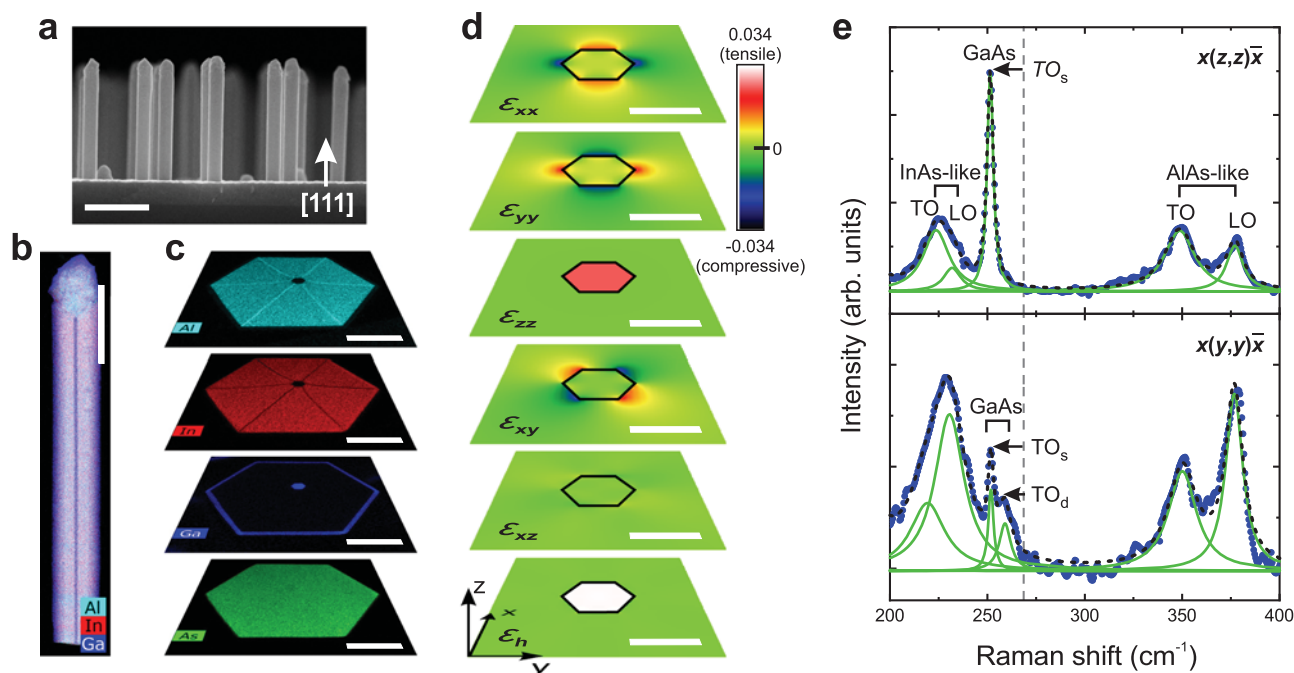 a
[111]
b
Al
In
Ga
c
Al
In
Ga
As
d
0.034
(tensile)
0
-0.034
(compressive)
εxx
εyy
εzz
εxy
εxz
εh
z
x
y
e
x(z,z)x̅
GaAs
TOs
InAs-like
TO
LO
AlAs-like
TO
LO
x(y,y)x̅
GaAs
TOs
TOd
Intensity (arb. units)
200 250 300 350 400
Raman shift (cm⁻¹)